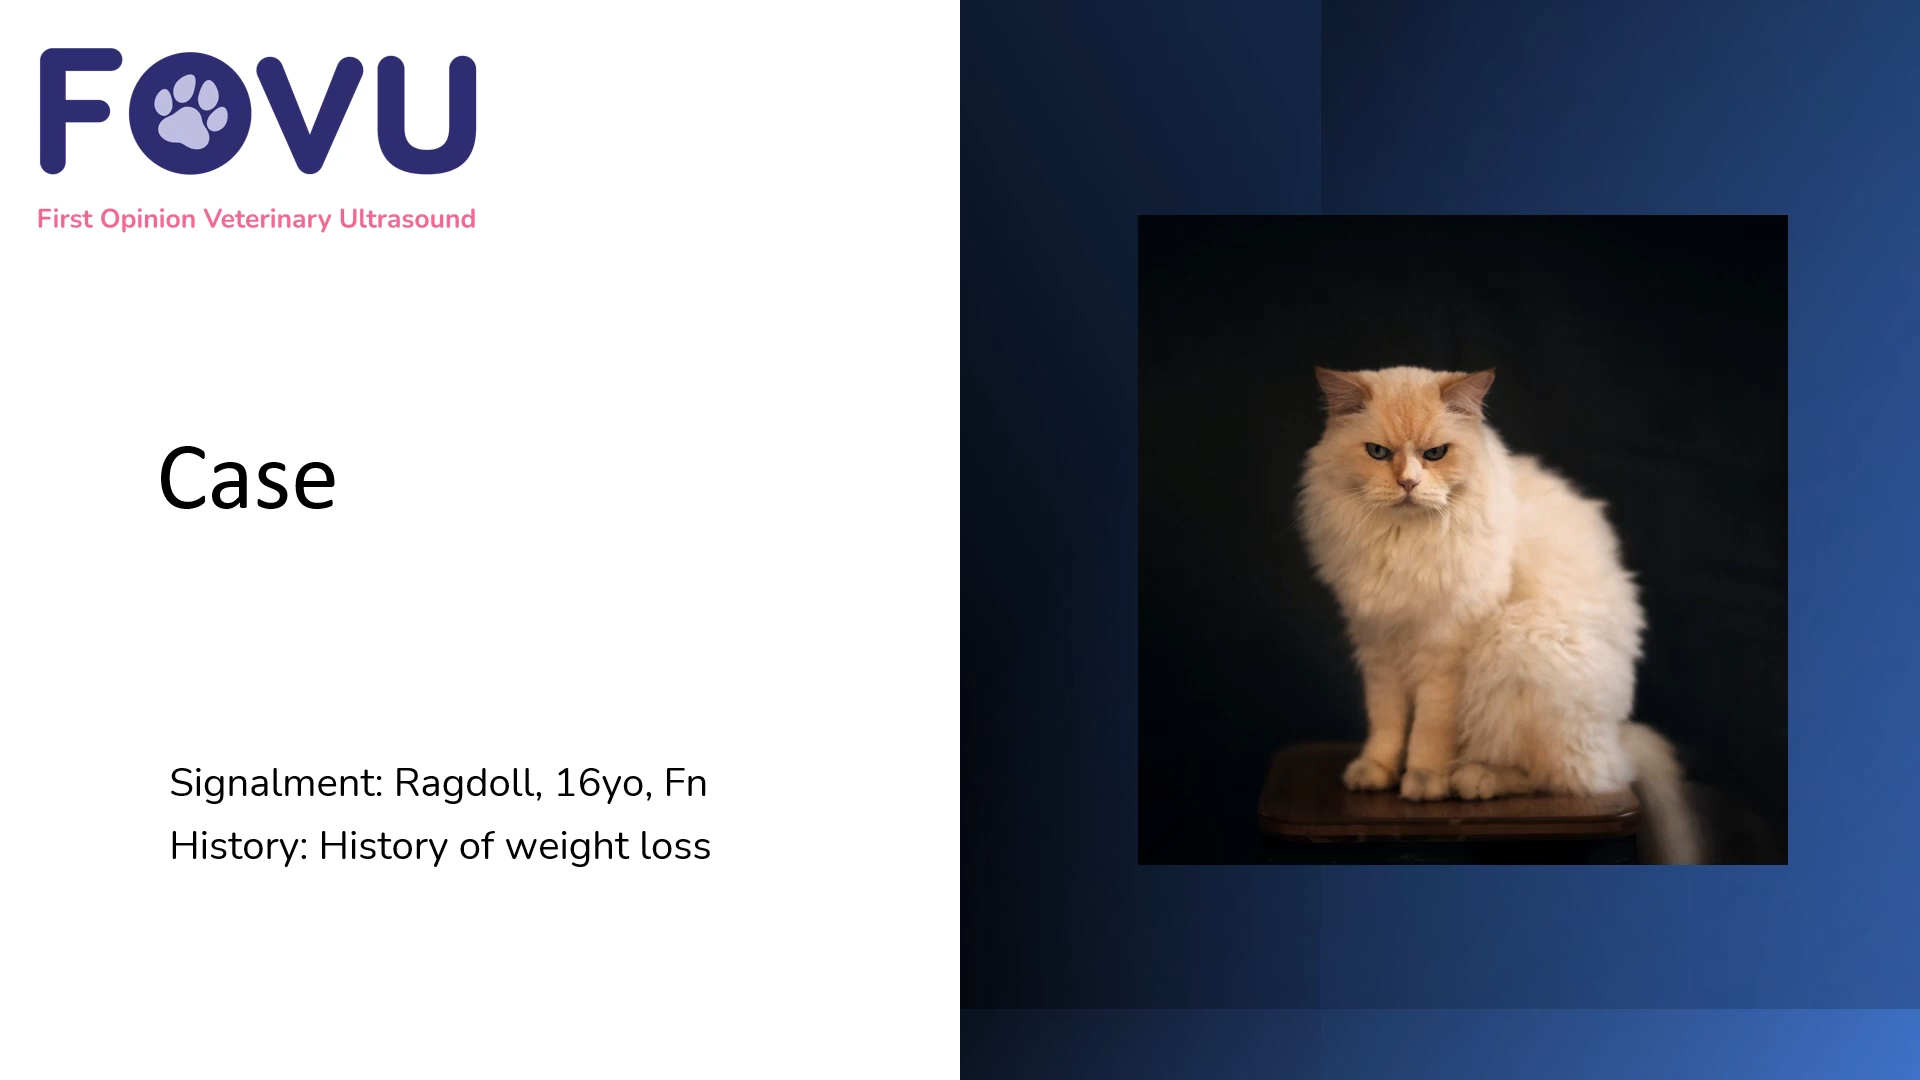 FOVU
First Opinion Veterinary Ultrasound
Case
Signalment: Ragdoll, 16yo, Fn
History: History of weight loss